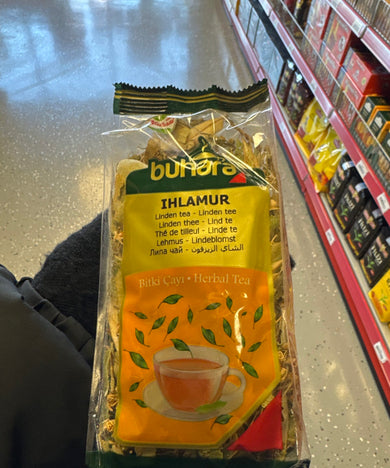 buhara
IHLAMUR
Linden tea - Linden tee
Linden thee - Lind te
Thé de tilleul - Linde te
Lehmus - Lindeblomst
Липа чай - الشاي الزيزفون
Bitki Çayı • Herbal Tea